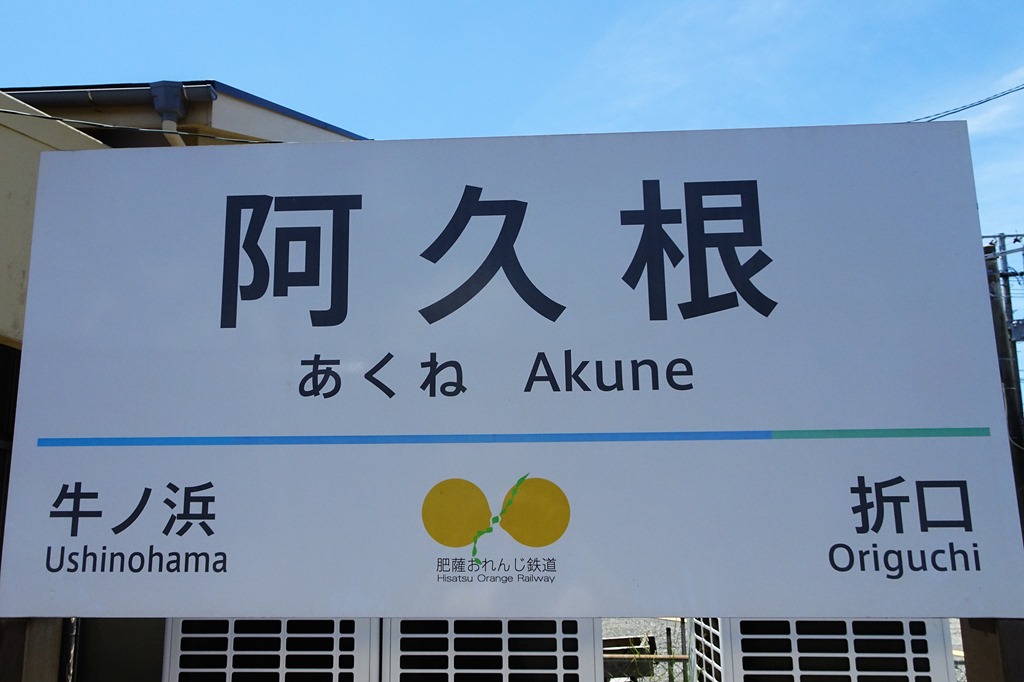 阿久根
あくね Akune
牛ノ浜
Ushinohama
肥薩おれんじ鉄道
Hisatsu Orange Railway
折口
Origuchi